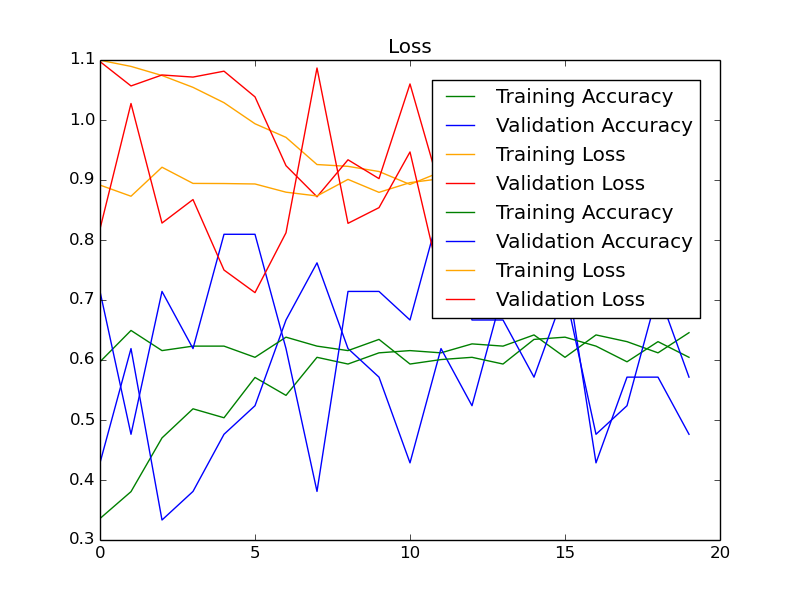 Loss
1.1
1.0
0.9
0.8
0.7
0.6
0.5
0.4
0.3
0 5 10 15 20
Training Accuracy
Validation Accuracy
Training Loss
Validation Loss
Training Accuracy
Validation Accuracy
Training Loss
Validation Loss